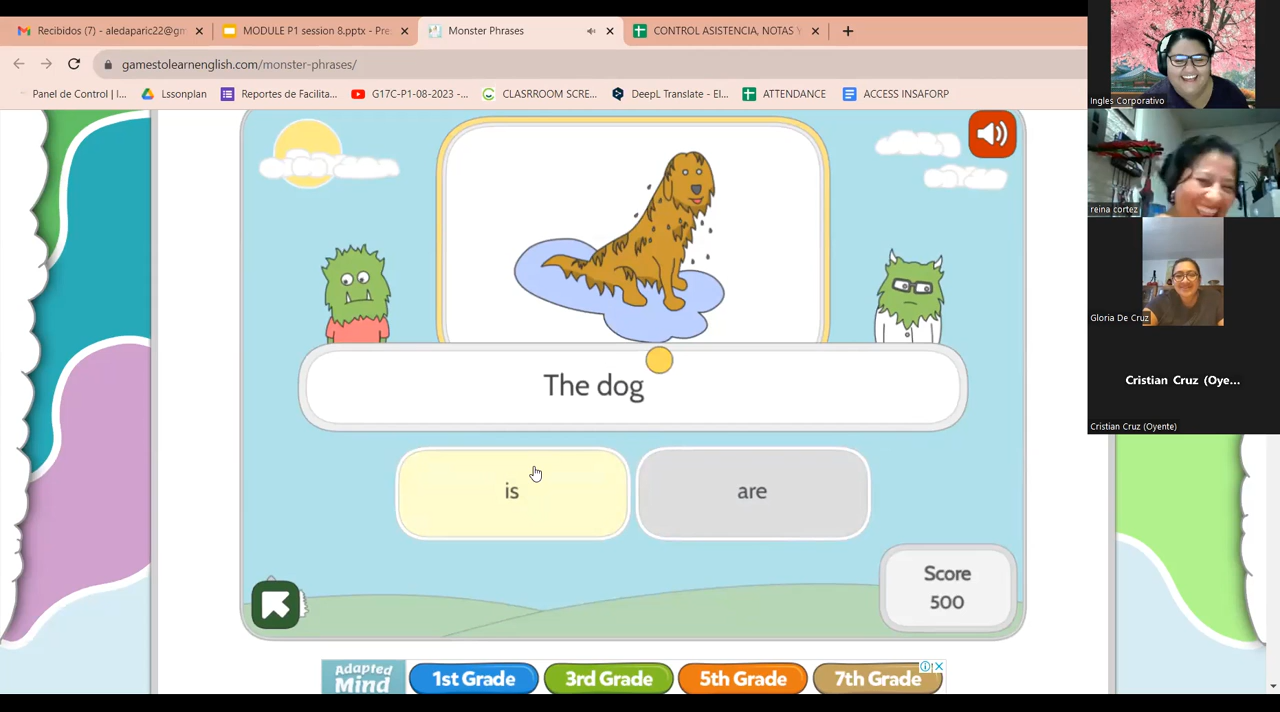 Recibidos (7) - aledaparic22@gm
MODULE P1 session 8.pptx - Pre
Monster Phrases
CONTROL ASISTENCIA, NOTAS Y
gamestolearnenglish.com/monster-phrases/
Panel de Control | I...
Lssonplan
Reportes de Facilita...
G17C-P1-08-2023 -...
CLASRROOM SCRE...
DeepL Translate - El...
ATTENDANCE
ACCESS INSAFORP
Ingles Corporativo
reina cortez
Gloria De Cruz
Cristian Cruz (Oye...
Cristian Cruz (Oyente)
The dog
is
are
Score
500
Adapted
Mind
1st Grade
3rd Grade
5th Grade
7th Grade